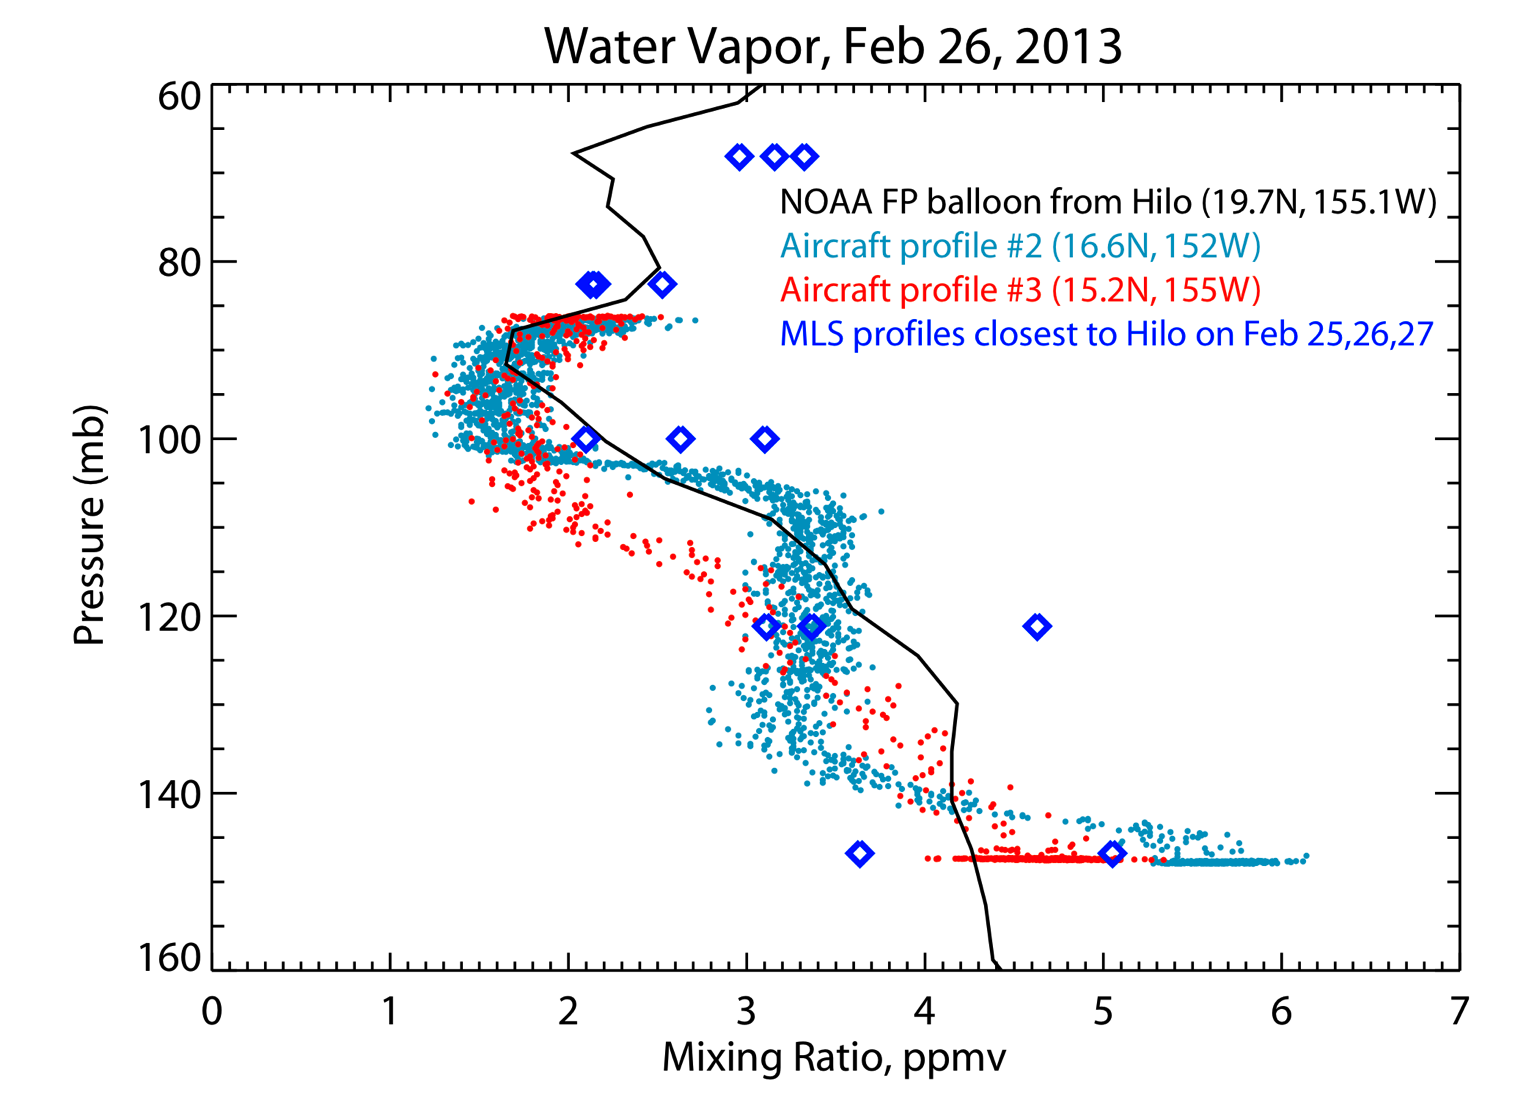 Water Vapor, Feb 26, 2013
60
NOAA FP balloon from Hilo (19.7N, 155.1W)
Aircraft profile #2 (16.6N, 152W)
80
Aircraft profile #3 (15.2N, 155W)
MLS profiles closest to Hilo on Feb 25,26,27
100
Pressure (mb)
120
140
160
0 1 2 3 4 5 6 7
Mixing Ratio, ppmv